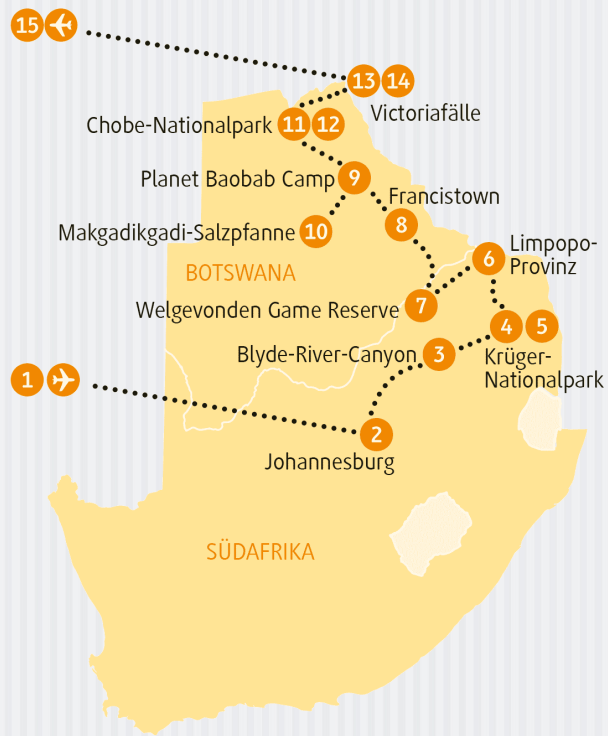 15
13 14
Victoriafälle
Chobe-Nationalpark 11 12
Planet Baobab Camp 9
Francistown
8
Makgadikgadi-Salzpfanne 10
Limpopo-
Provinz
6
BOTSWANA
Welgevonden Game Reserve 7
4 5
Krüger-
Nationalpark
Blyde-River-Canyon 3
1
2
Johannesburg
SÜDAFRIKA